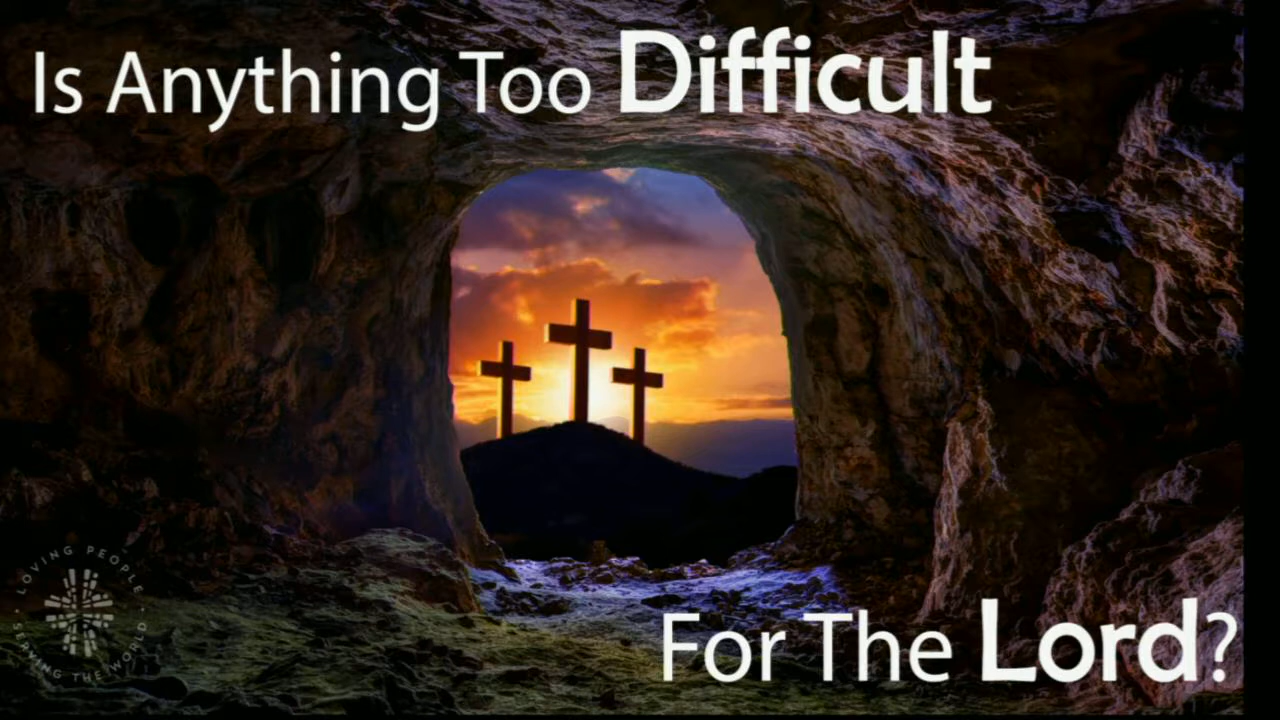 Is Anything Too Difficult
For The Lord?
LOVING PEOPLE
SERVING THE WORLD